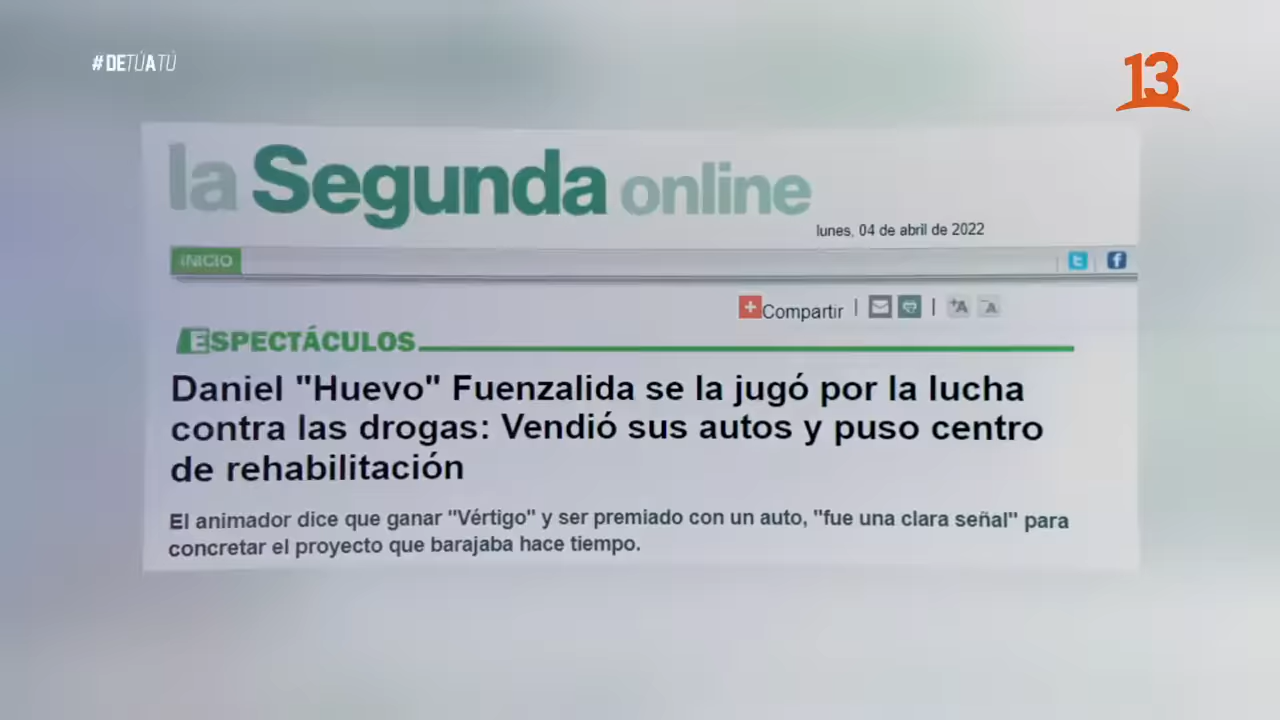 #DETÚATÚ
13
la Segunda online
lunes, 04 de abril de 2022
INICIO
Compartir
ESPECTÁCULOS
Daniel "Huevo" Fuenzalida se la jugó por la lucha
contra las drogas: Vendió sus autos y puso centro
de rehabilitación
El animador dice que ganar "Vértigo" y ser premiado con un auto, "fue una clara señal" para
concretar el proyecto que barajaba hace tiempo.